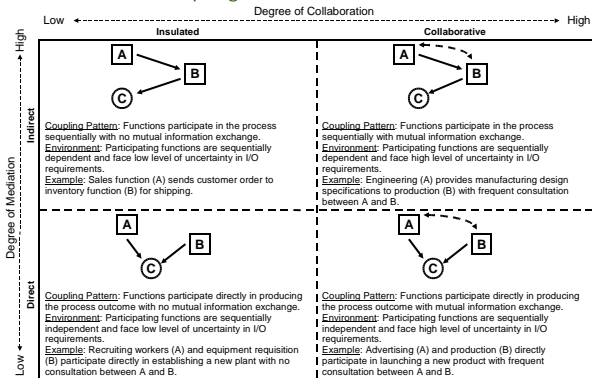 Degree of Collaboration
Low
High
Insulated
Collaborative
High
Degree of Mediation
Low
Indirect
Direct
A
B
C
Coupling Pattern: Functions participate in the process
sequentially with no mutual information exchange.
Environment: Participating functions are sequentially
dependent and face low level of uncertainty in I/O
requirements.
Example: Sales function (A) sends customer order to
inventory function (B) for shipping.
A
B
C
Coupling Pattern: Functions participate in the process
sequentially with mutual information exchange.
Environment: Participating functions are sequentially
dependent and face high level of uncertainty in I/O
requirements.
Example: Engineering (A) provides manufacturing design
specifications to production (B) with frequent consultation
between A and B.
A
B
C
Coupling Pattern: Functions participate directly in producing
the process outcome with no mutual information exchange.
Environment: Participating functions are sequentially
independent and face low level of uncertainty in I/O
requirements.
Example: Recruiting workers (A) and equipment requisition
(B) participate directly in establishing a new plant with no
consultation between A and B.
A
B
C
Coupling Pattern: Functions participate directly in producing
the process outcome with mutual information exchange.
Environment: Participating functions are sequentially
independent and face high level of uncertainty in I/O
requirements.
Example: Advertising (A) and production (B) directly
participate in launching a new product with frequent
consultation between A and B.